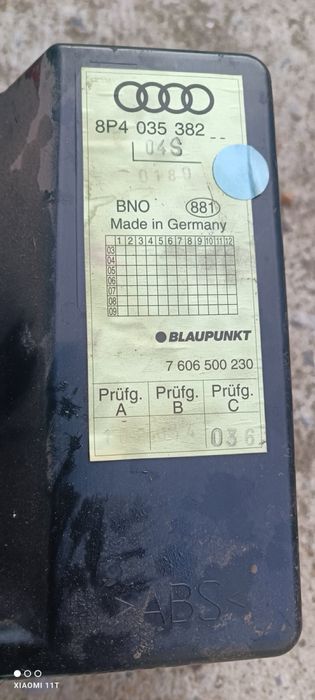 8P4 035 382 _ _
04S
0189
BNO 881
Made in Germany
1 2 3 4 5 6 7 8 9 10 11 12
03
04
05
06
07
08
09
BLAUPUNKT
7 606 500 230
Prüfg. Prüfg. Prüfg.
A B C
036
>ABS<
XIAOMI 11T